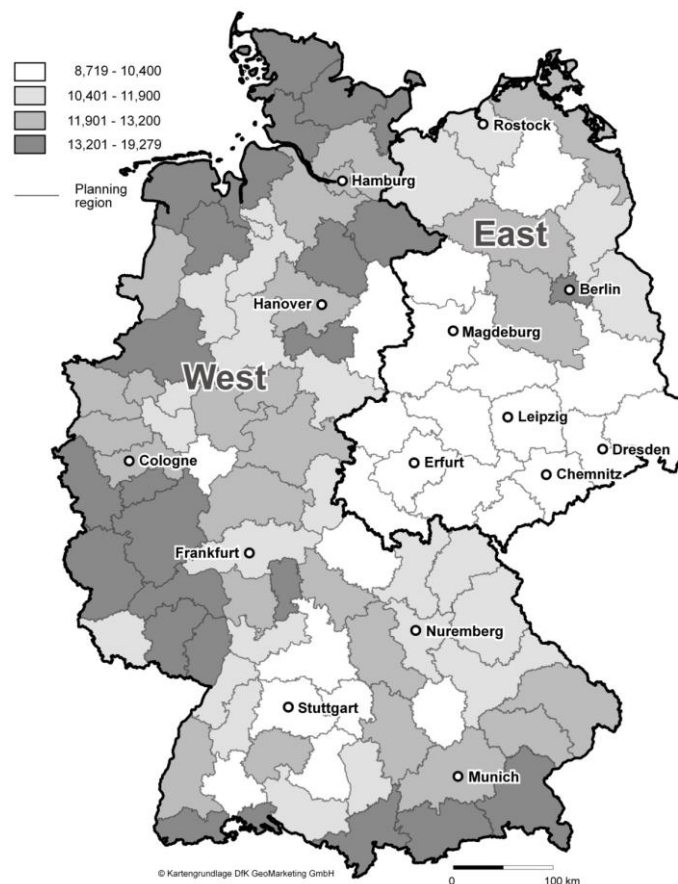 8,719 - 10,400
10,401 - 11,900
11,901 - 13,200
13,201 - 19,279
Planning
region
Rostock
Hamburg
East
Berlin
Hanover
Magdeburg
West
Leipzig
Cologne
Erfurt
Dresden
Chemnitz
Frankfurt
Nuremberg
Stuttgart
Munich
© Kartengrundlage DfK GeoMarketing GmbH
0 100 km